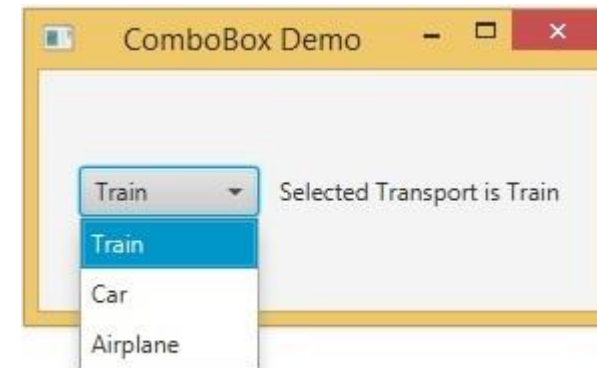 ComboBox Demo
Train Selected Transport is Train
Train
Car
Airplane